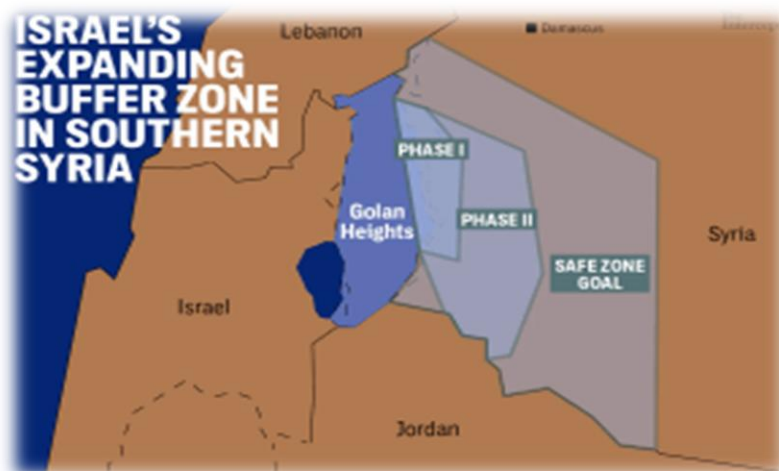 ISRAEL'S
EXPANDING
BUFFER ZONE
IN SOUTHERN
SYRIA
Lebanon
Damascus
PHASE I
Golan
Heights
PHASE II
Syria
SAFE ZONE
GOAL
Israel
Jordan